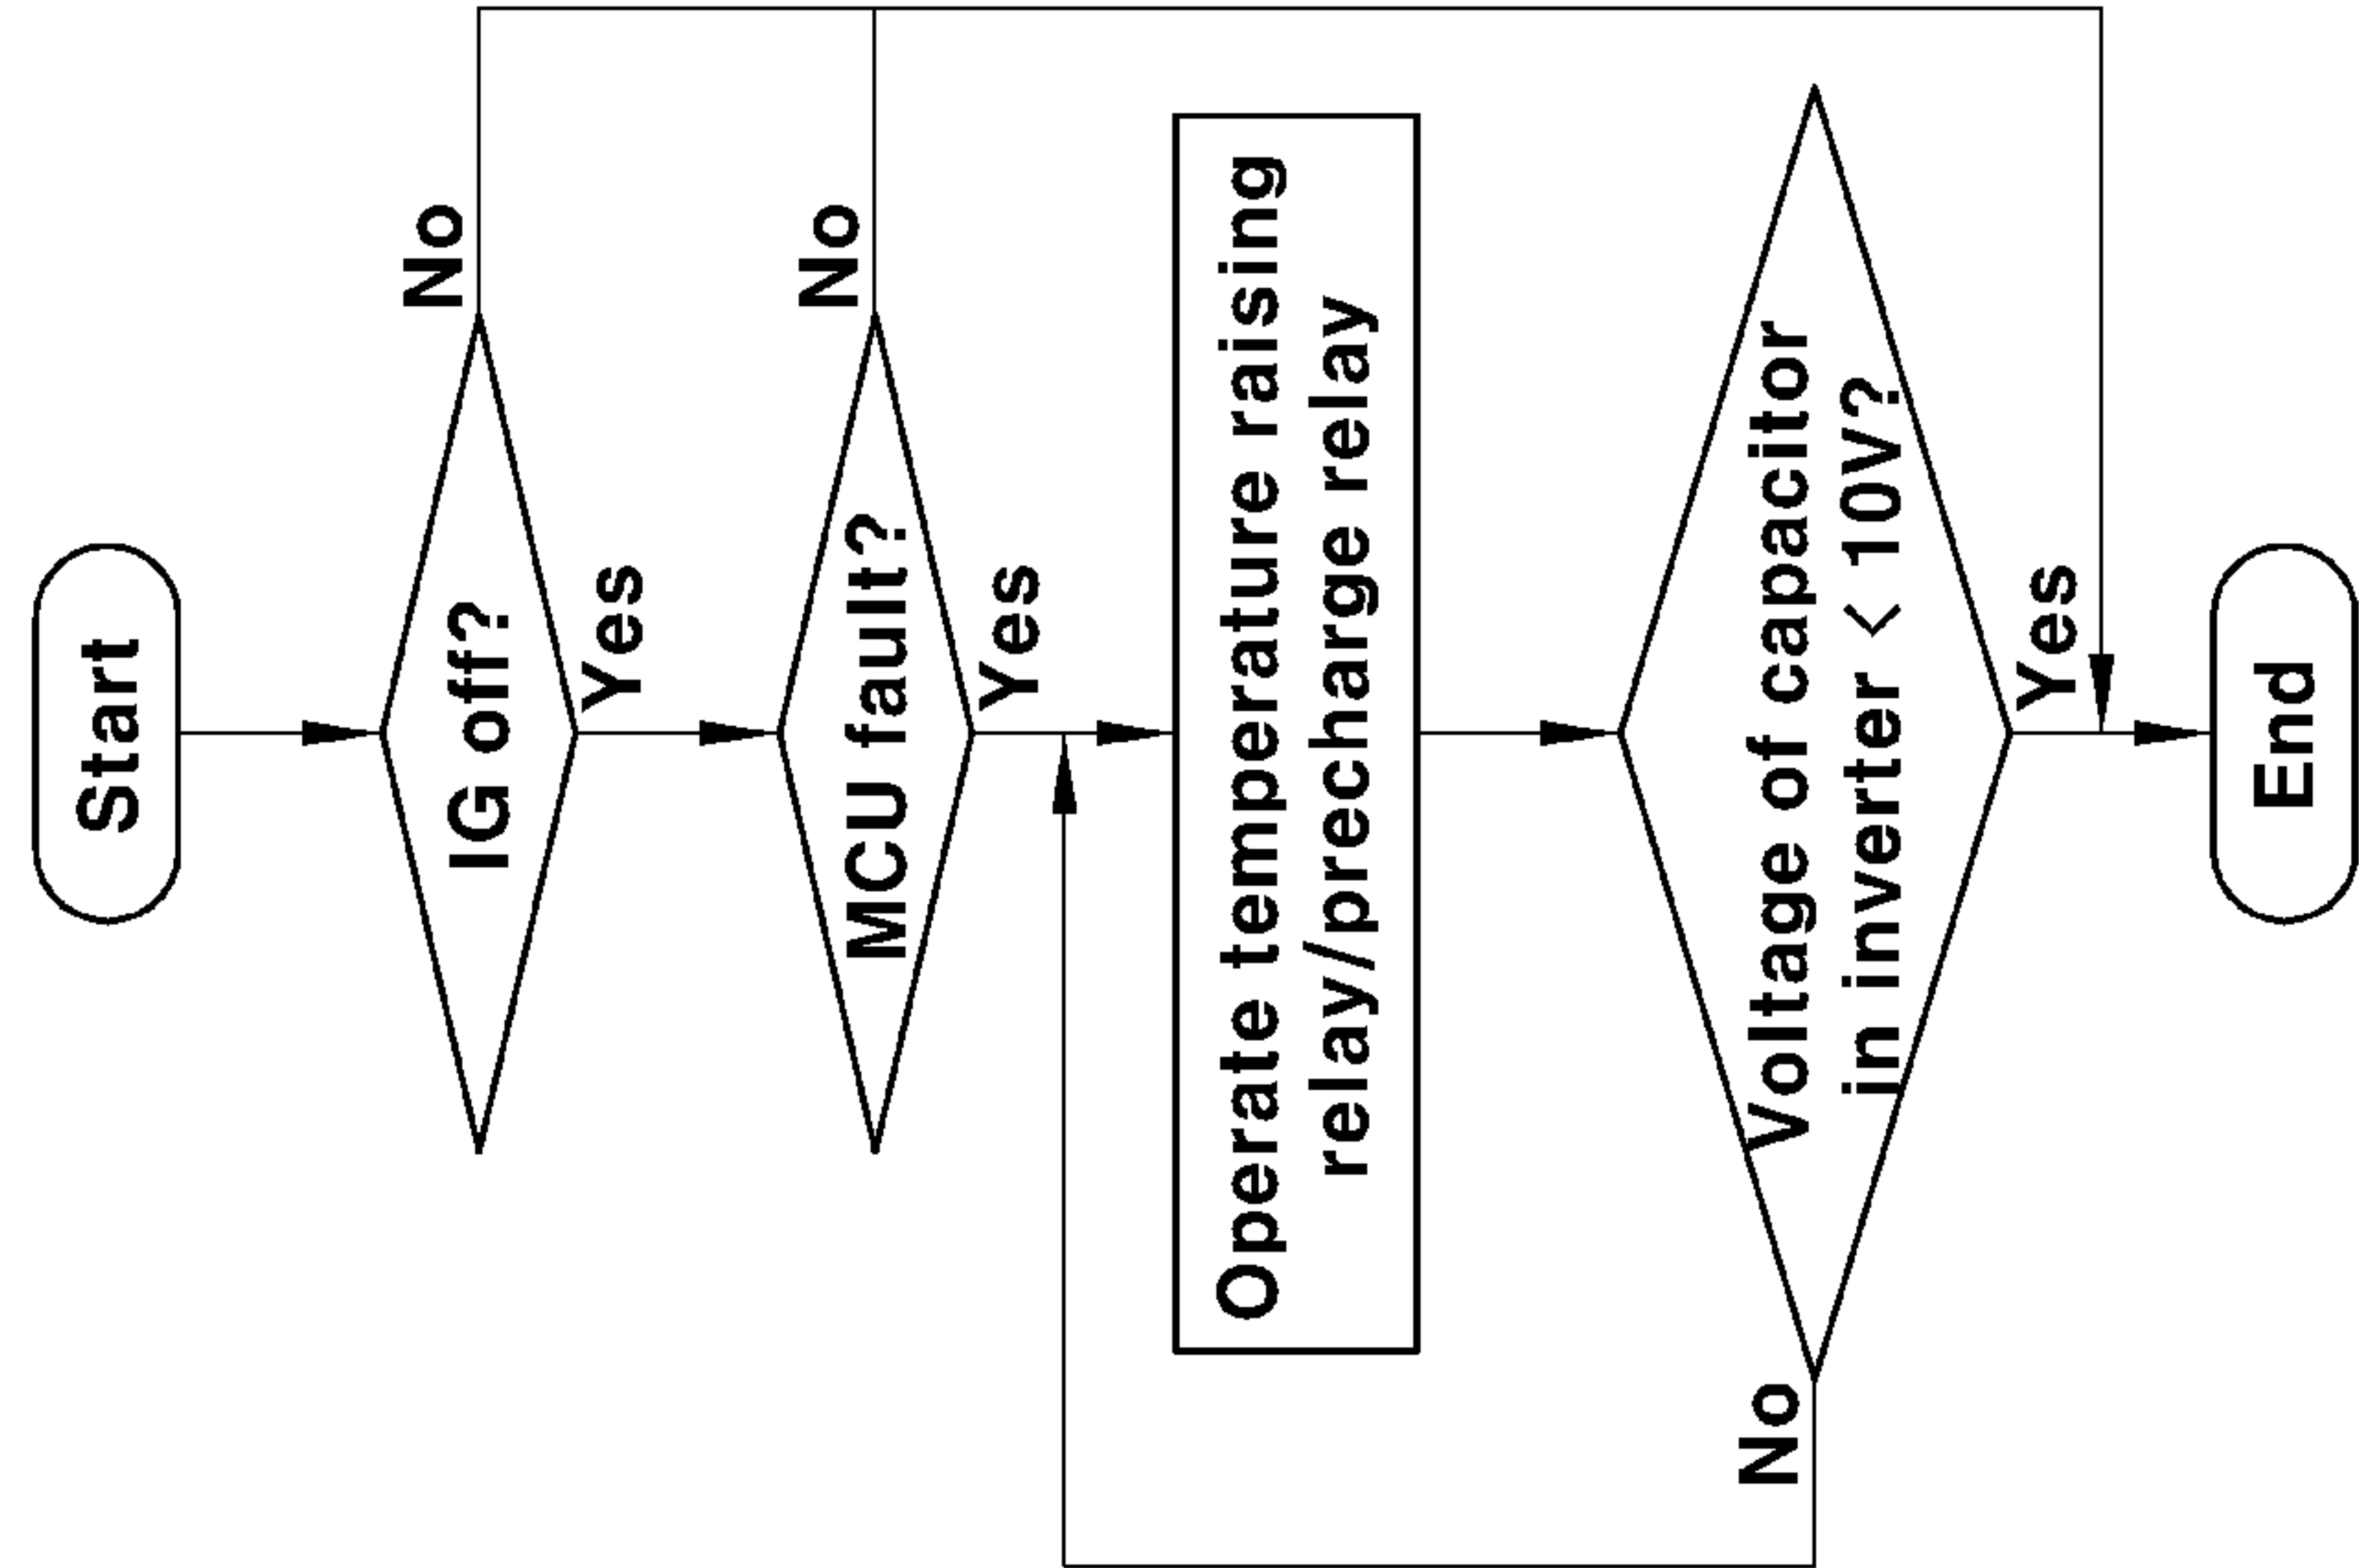 Start
IG off?
No
Yes
MCU fault?
No
Yes
Operate temperature raising
relay/precharge relay
Voltage of capacitor
in inverter < 10V?
No
Yes
End